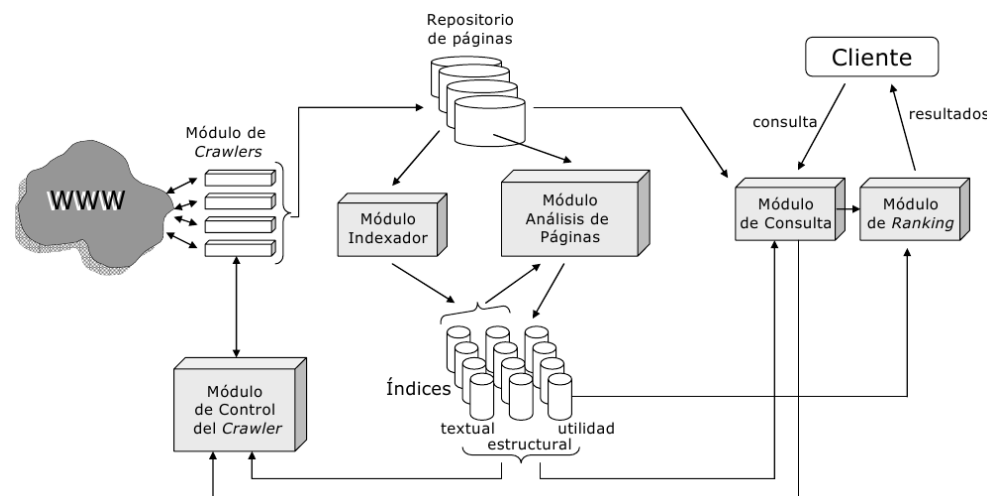 Repositorio
de páginas
Cliente
consulta
resultados
Módulo de
Crawlers
WWW
Módulo
Indexador
Módulo
Análisis de
Páginas
Módulo
de Consulta
Módulo
de Ranking
Índices
textual
utilidad
estructural
Módulo
de Control
del Crawler